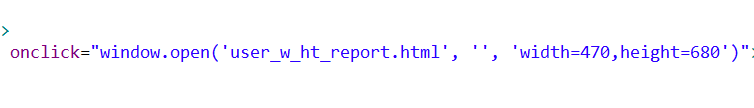 >
onclick="window.open('user_w_ht_report.html', '', 'width=470,height=680')">